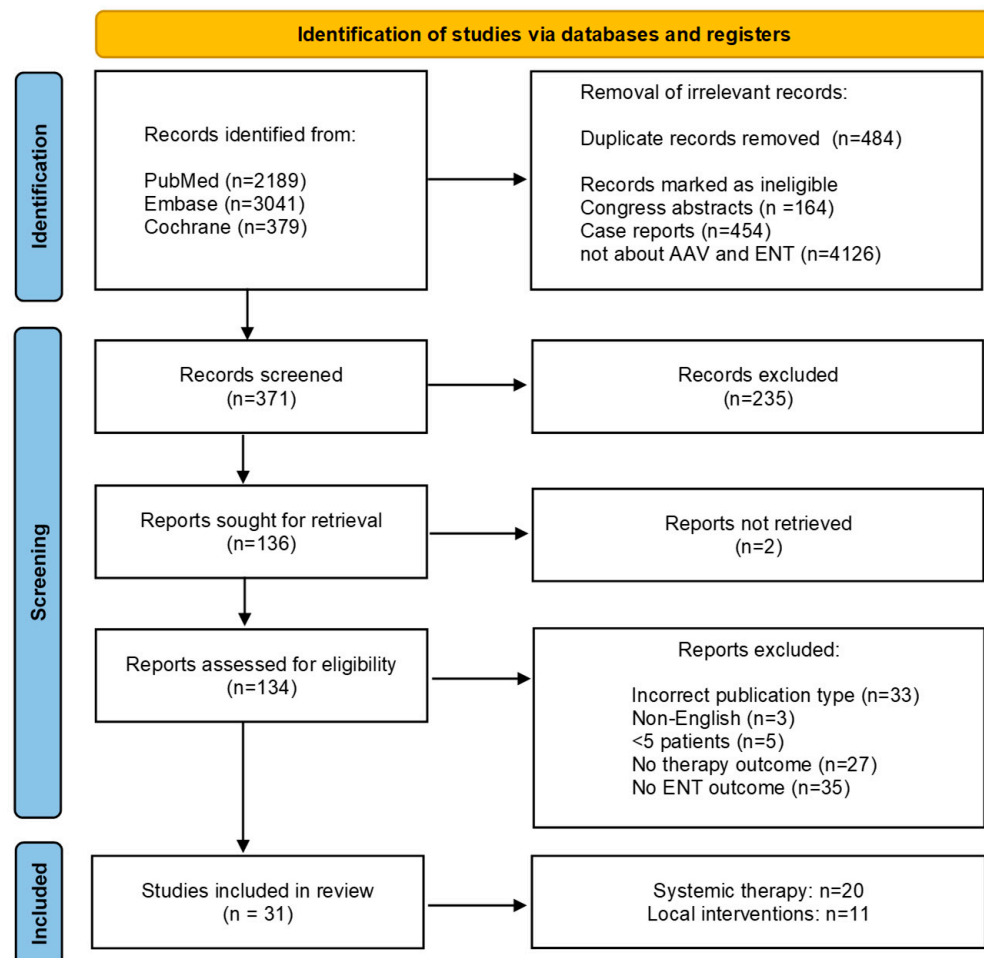 Identification of studies via databases and registers
Identification
Records identified from:
PubMed (n=2189)
Embase (n=3041)
Cochrane (n=379)
Removal of irrelevant records:
Duplicate records removed (n=484)
Records marked as ineligible
Congress abstracts (n =164)
Case reports (n=454)
not about AAV and ENT (n=4126)
Screening
Records screened
(n=371)
Records excluded
(n=235)
Reports sought for retrieval
(n=136)
Reports not retrieved
(n=2)
Reports assessed for eligibility
(n=134)
Reports excluded:
Incorrect publication type (n=33)
Non-English (n=3)
<5 patients (n=5)
No therapy outcome (n=27)
No ENT outcome (n=35)
Included
Studies included in review
(n = 31)
Systemic therapy: n=20
Local interventions: n=11